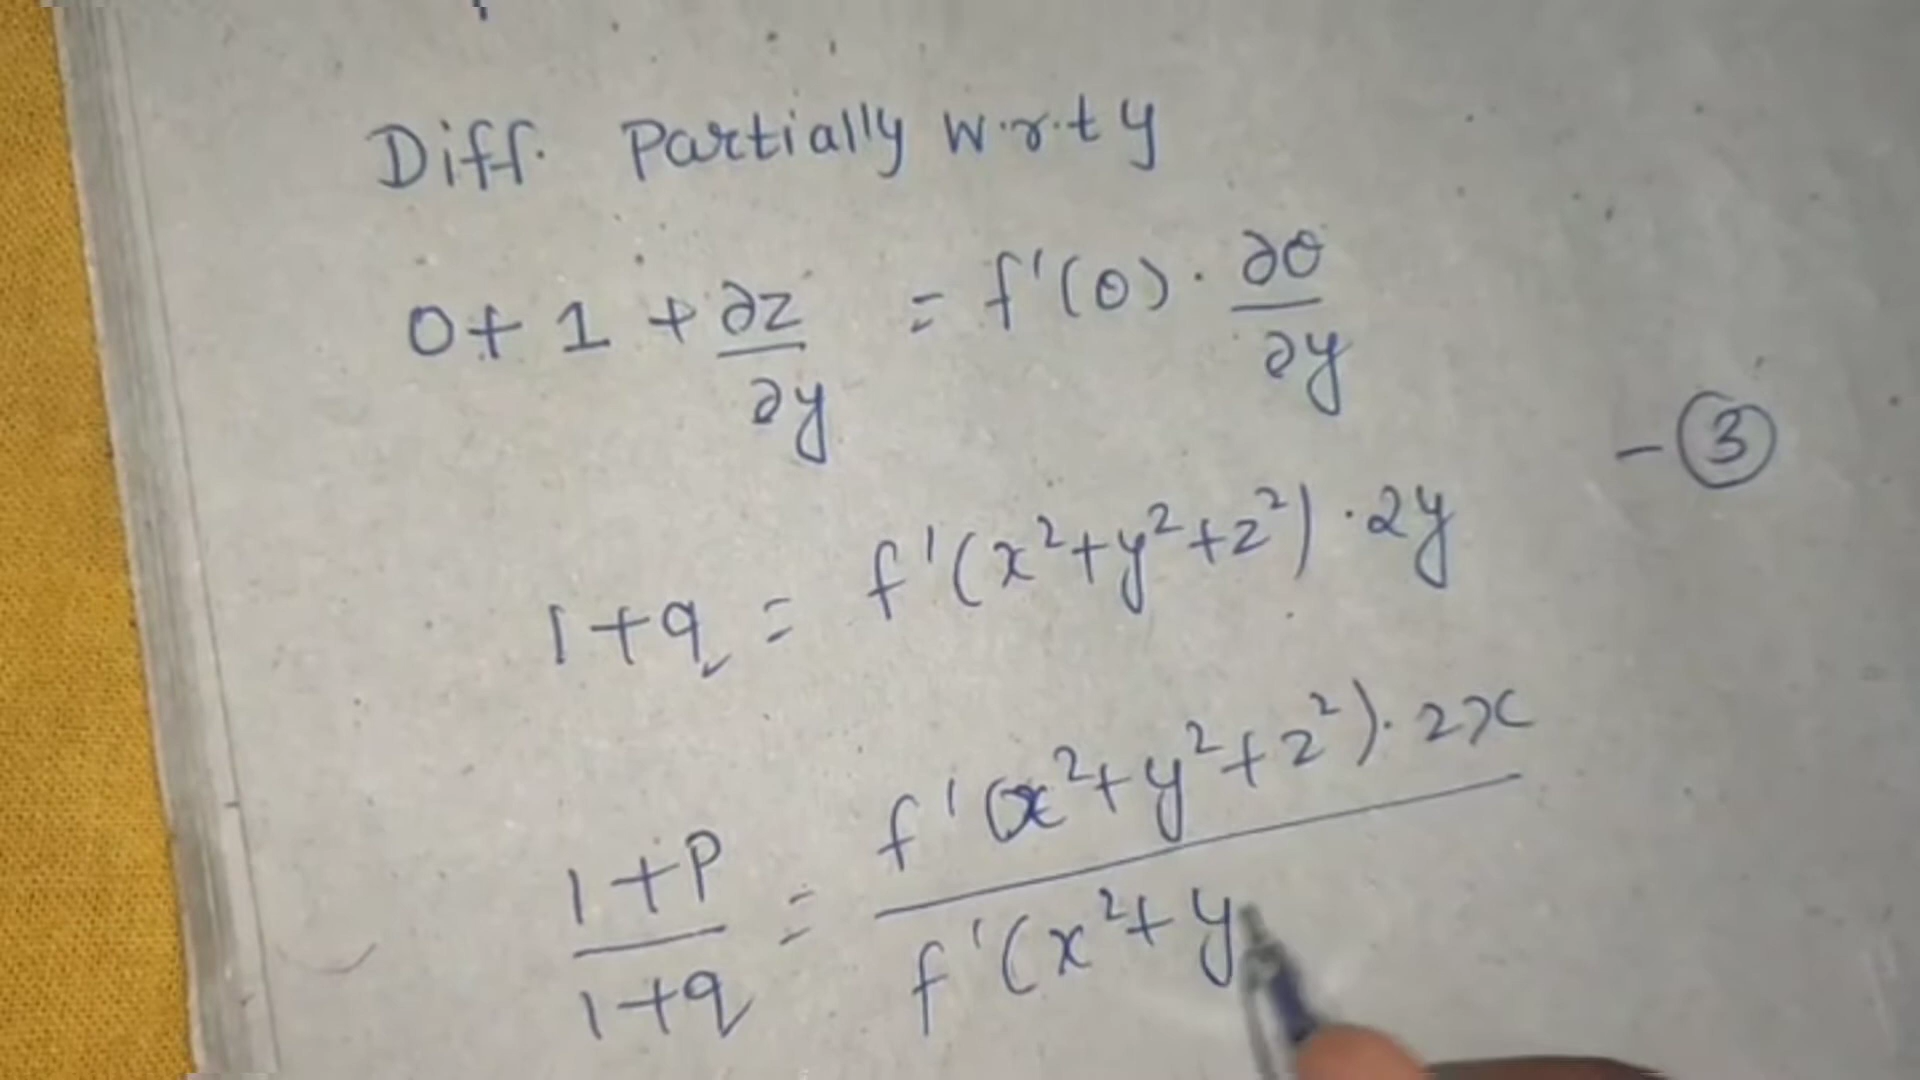 Diff. Partially w.r.t y
0 + 1 + ∂z/∂y = f'(θ) · ∂θ/∂y
- ③
1+q = f'(x²+y²+z²) · 2y
(1+p)/(1+q) = f'(x²+y²+z²) · 2x / f'(x²+y